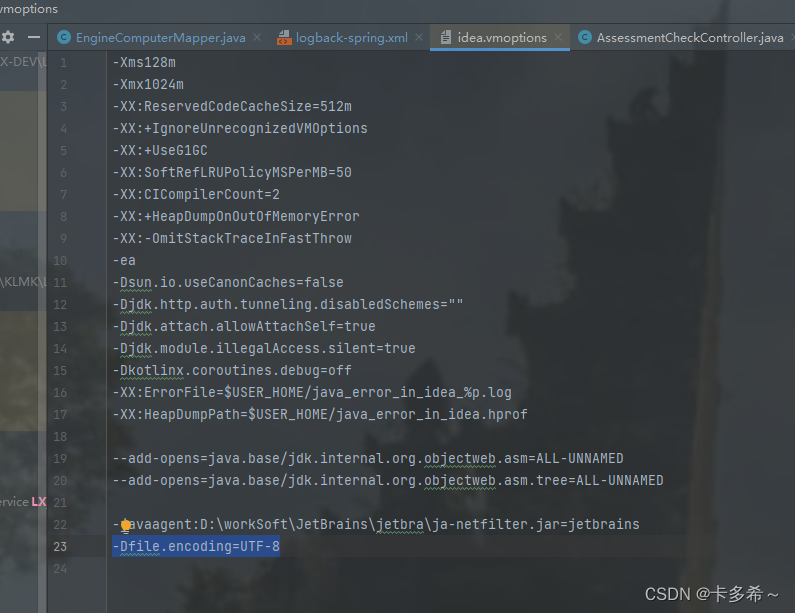 vmoptions
EngineComputerMapper.java
logback-spring.xml
idea.vmoptions
AssessmentCheckController.java
X-DEV\L
1 -Xms128m
2 -Xmx1024m
3 -XX:ReservedCodeCacheSize=512m
4 -XX:+IgnoreUnrecognizedVMOptions
5 -XX:+UseG1GC
6 -XX:SoftRefLRUPolicyMSPerMB=50
7 -XX:CICompilerCount=2
8 -XX:+HeapDumpOnOutOfMemoryError
9 -XX:-OmitStackTraceInFastThrow
10 -ea
11 -Dsun.io.useCanonCaches=false
\KLMK\L
12 -Djdk.http.auth.tunneling.disabledSchemes=""
13 -Djdk.attach.allowAttachSelf=true
14 -Djdk.module.illegalAccess.silent=true
15 -Dkotlinx.coroutines.debug=off
16 -XX:ErrorFile=$USER_HOME/java_error_in_idea_%p.log
17 -XX:HeapDumpPath=$USER_HOME/java_error_in_idea.hprof
18
19 --add-opens=java.base/jdk.internal.org.objectweb.asm=ALL-UNNAMED
20 --add-opens=java.base/jdk.internal.org.objectweb.asm.tree=ALL-UNNAMED
ervice LX
21
22 -javaagent:D:\workSoft\JetBrains\jetbra\ja-netfilter.jar=jetbrains
23 -Dfile.encoding=UTF-8
24
CSDN @卡多希~